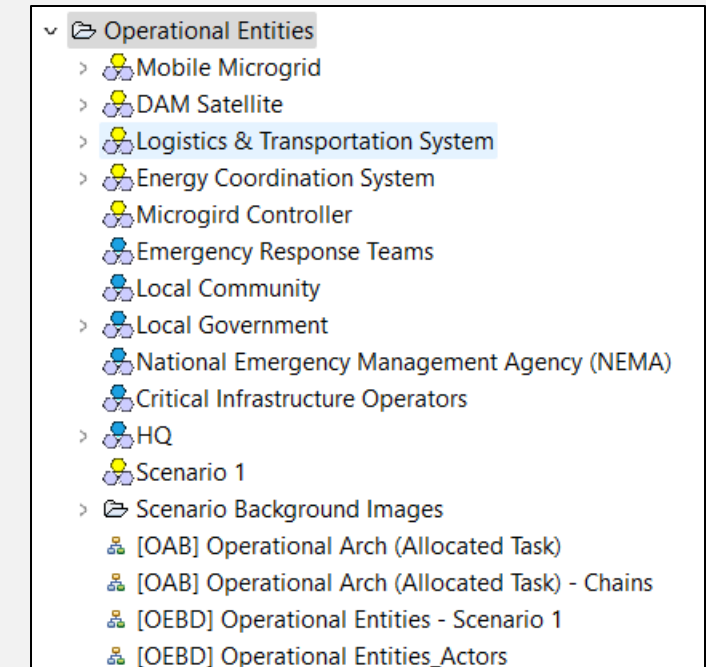 Operational Entities
Mobile Microgrid
DAM Satellite
Logistics & Transportation System
Energy Coordination System
Microgird Controller
Emergency Response Teams
Local Community
Local Government
National Emergency Management Agency (NEMA)
Critical Infrastructure Operators
HQ
Scenario 1
Scenario Background Images
[OAB] Operational Arch (Allocated Task)
[OAB] Operational Arch (Allocated Task) - Chains
[OEBD] Operational Entities - Scenario 1
[OEBD] Operational Entities_Actors